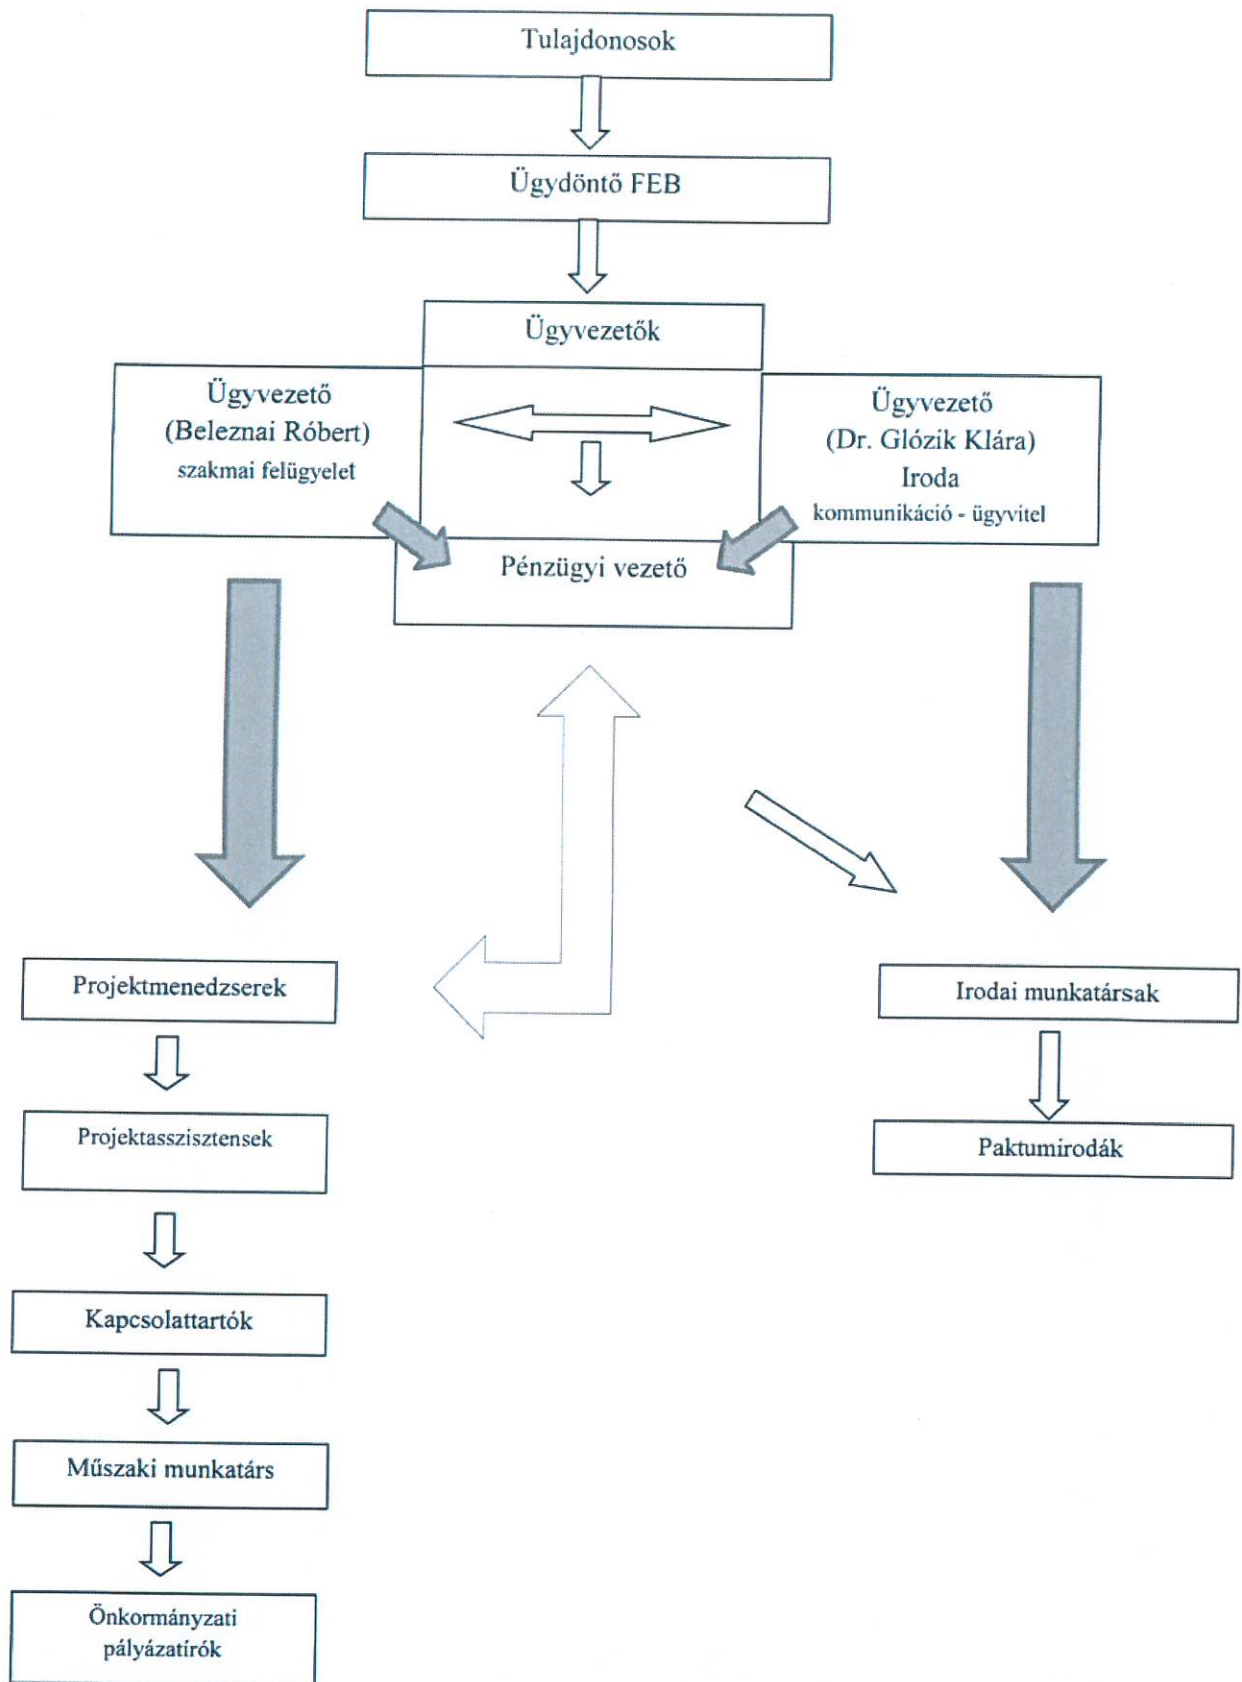 Tulajdonosok
Ügydöntő FEB
Ügyvezetők
Ügyvezető
(Beleznai Róbert)
szakmai felügyelet
Ügyvezető
(Dr. Glózik Klára)
Iroda
kommunikáció - ügyvitel
Pénzügyi vezető
Projektmenedzserek
Irodai munkatársak
Projektasszisztensek
Paktumirodák
Kapcsolattartók
Műszaki munkatárs
Önkormányzati
pályázatírók